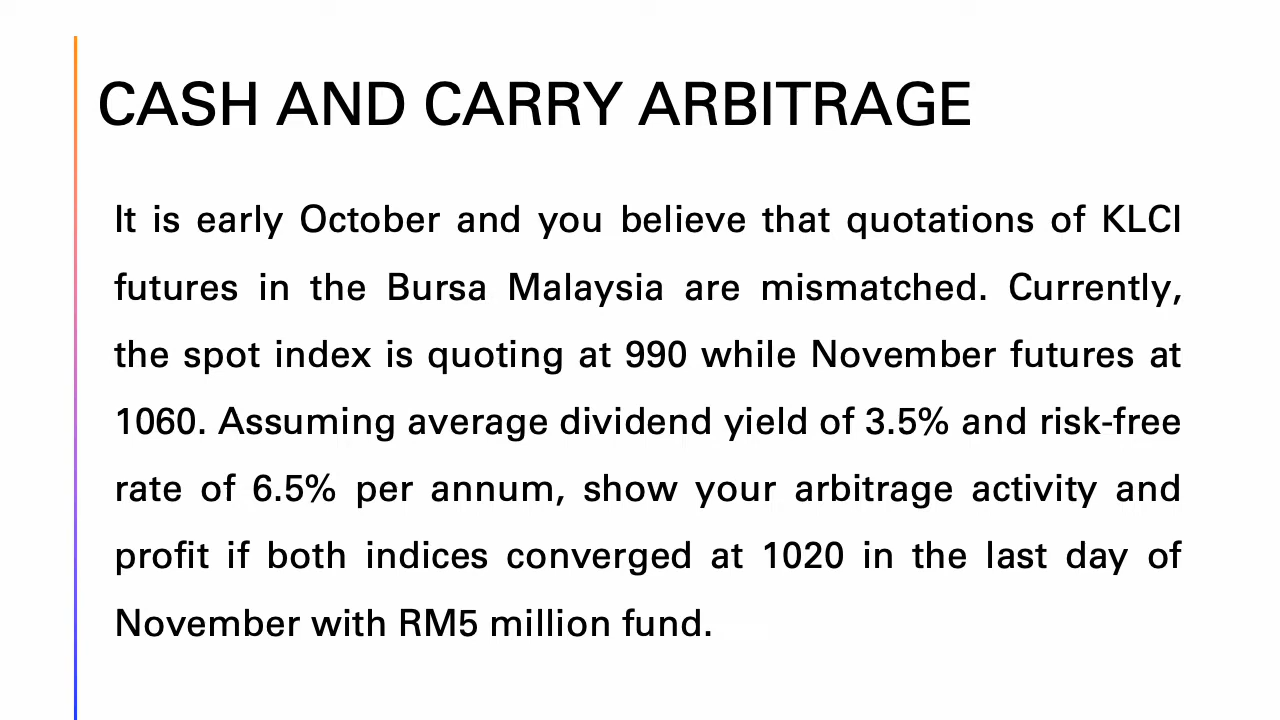 CASH AND CARRY ARBITRAGE
It is early October and you believe that quotations of KLCI
futures in the Bursa Malaysia are mismatched. Currently,
the spot index is quoting at 990 while November futures at
1060. Assuming average dividend yield of 3.5% and risk-free
rate of 6.5% per annum, show your arbitrage activity and
profit if both indices converged at 1020 in the last day of
November with RM5 million fund.